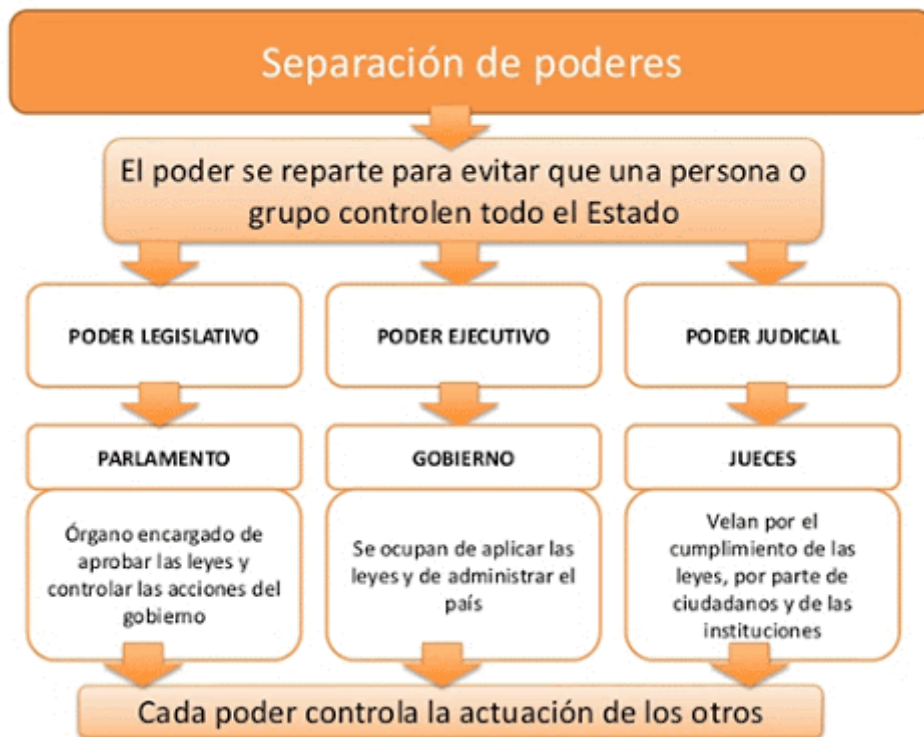 Separación de poderes
El poder se reparte para evitar que una persona o
grupo controlen todo el Estado
PODER LEGISLATIVO
PARLAMENTO
Órgano encargado de
aprobar las leyes y
controlar las acciones del
gobierno
PODER EJECUTIVO
GOBIERNO
Se ocupan de aplicar las
leyes y de administrar el
país
PODER JUDICIAL
JUECES
Velan por el
cumplimiento de las
leyes, por parte de
ciudadanos y de las
instituciones
Cada poder controla la actuación de los otros